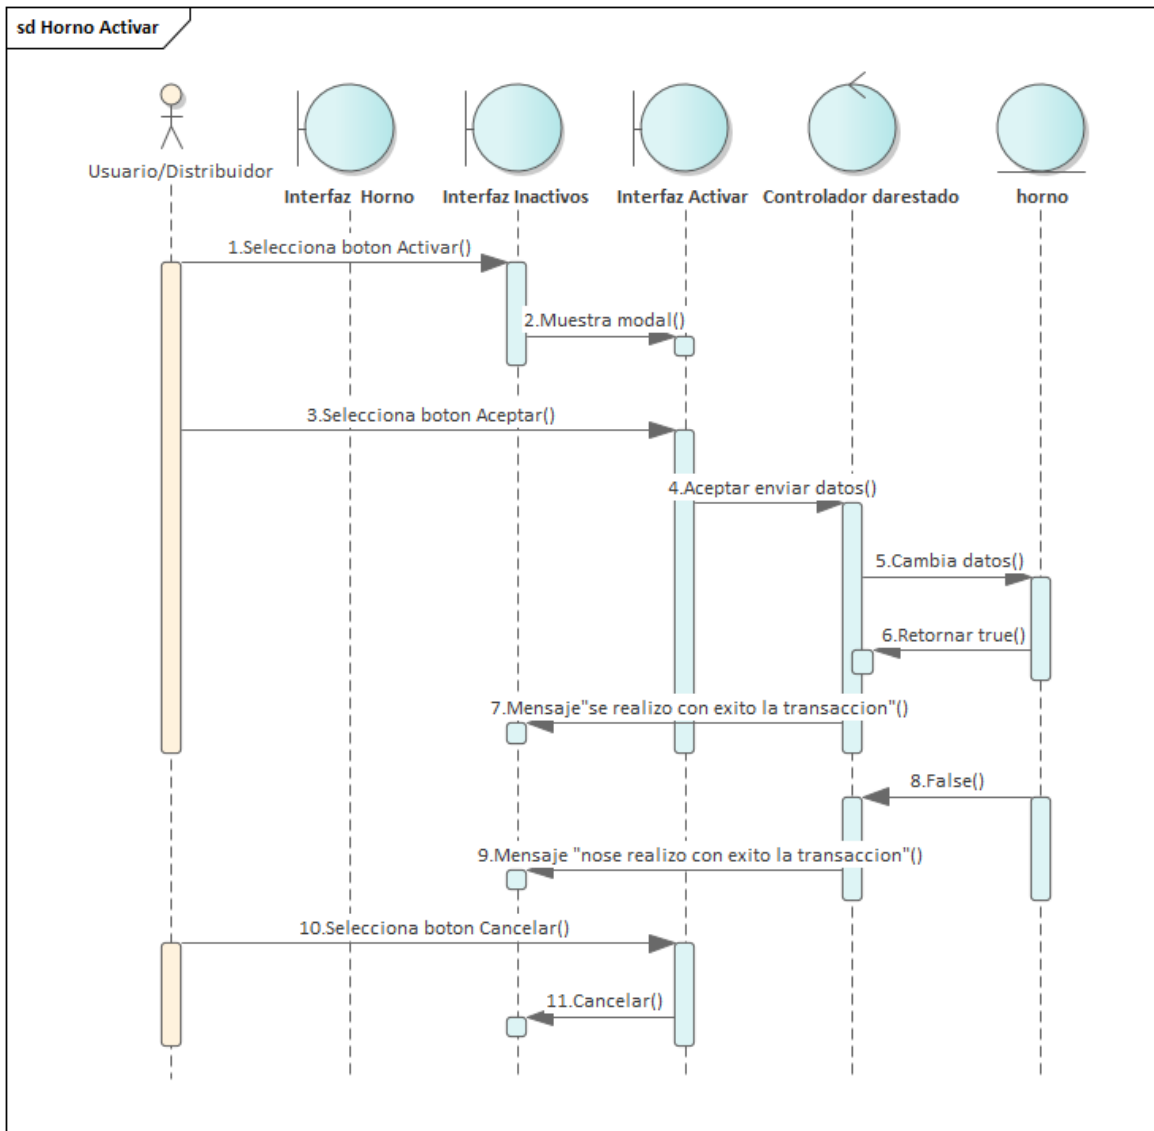 sd Horno Activar
Usuario/Distribuidor
Interfaz  Horno
Interfaz Inactivos
Interfaz Activar
Controlador darestado
horno
1.Selecciona boton Activar()
2.Muestra modal()
3.Selecciona boton Aceptar()
4.Aceptar enviar datos()
5.Cambia datos()
6.Retornar true()
7.Mensaje"se realizo con exito la transaccion"()
8.False()
9.Mensaje "nose realizo con exito la transaccion"()
10.Selecciona boton Cancelar()
11.Cancelar()